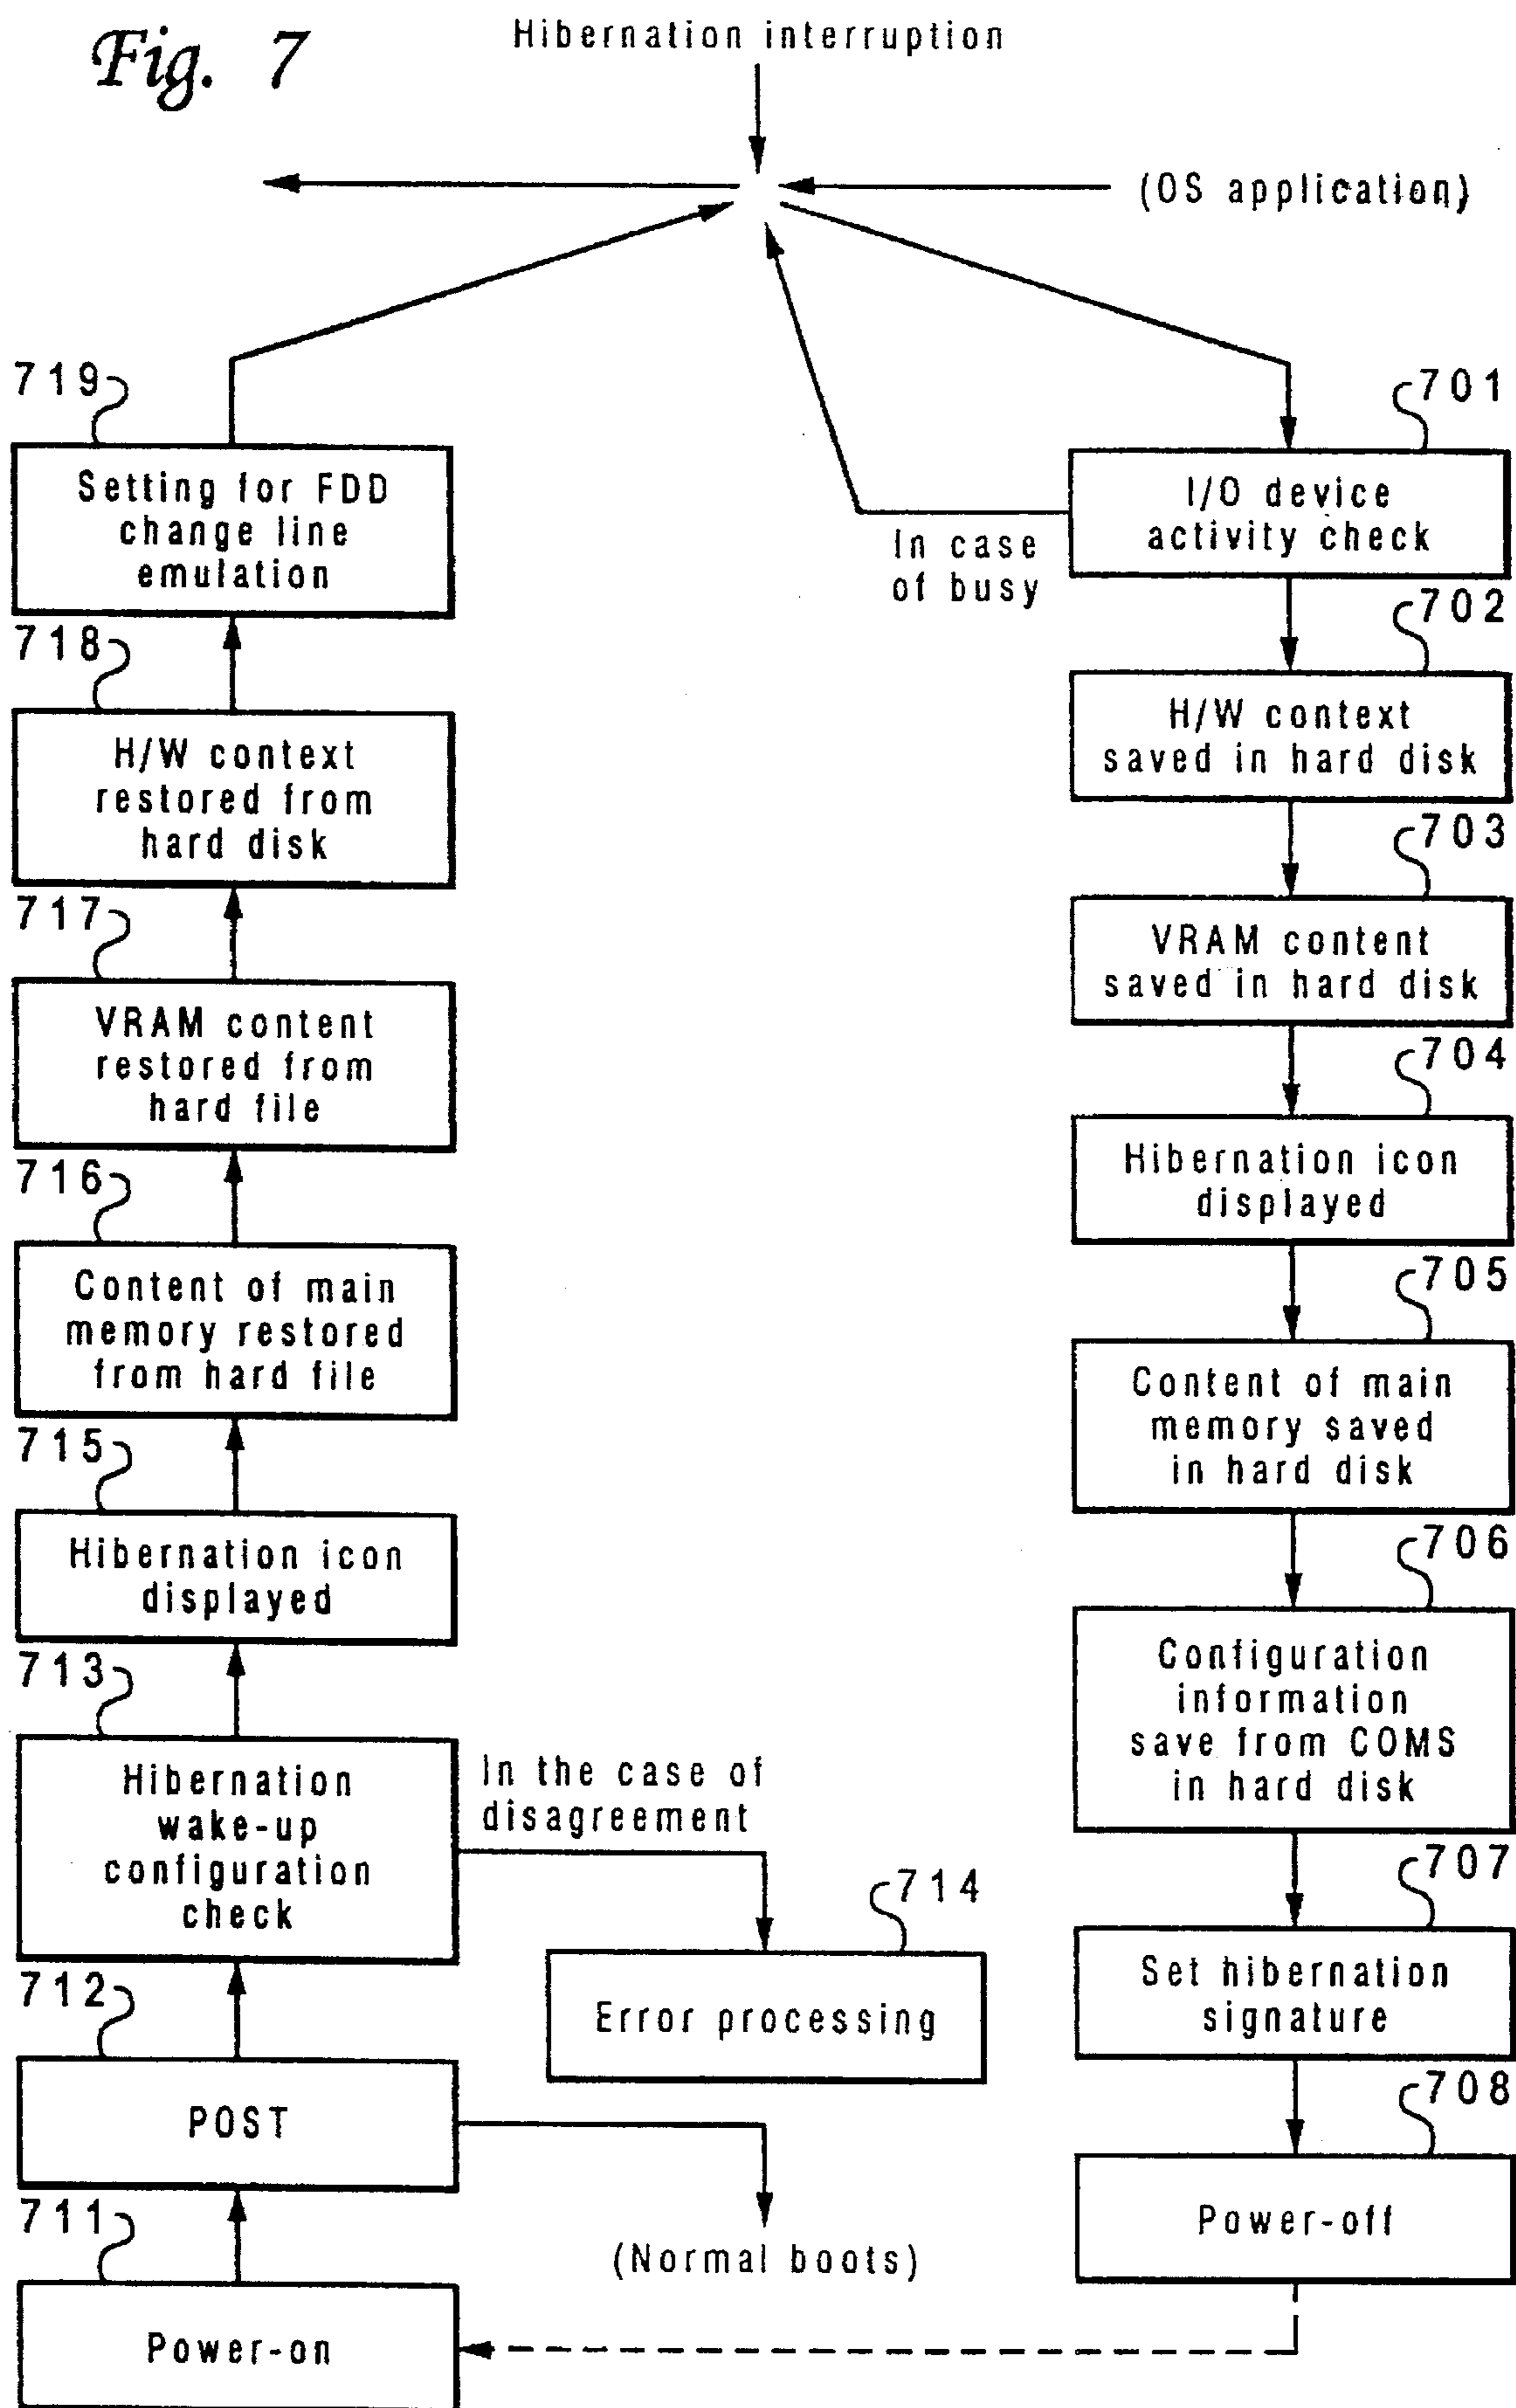 Fig. 7
Hibernation interruption
(OS application)
719
Setting for FDD
change line
emulation
718
H/W context
restored from
hard disk
717
VRAM content
restored from
hard file
716
Content of main
memory restored
from hard file
715
Hibernation icon
displayed
713
Hibernation
wake-up
configuration
check
In the case of
disagreement
714
Error processing
712
POST
(Normal boots)
711
Power-on
In case
of busy
701
I/O device
activity check
702
H/W context
saved in hard disk
703
VRAM content
saved in hard disk
704
Hibernation icon
displayed
705
Content of main
memory saved
in hard disk
706
Configuration
information
save from COMS
in hard disk
707
Set hibernation
signature
708
Power-off